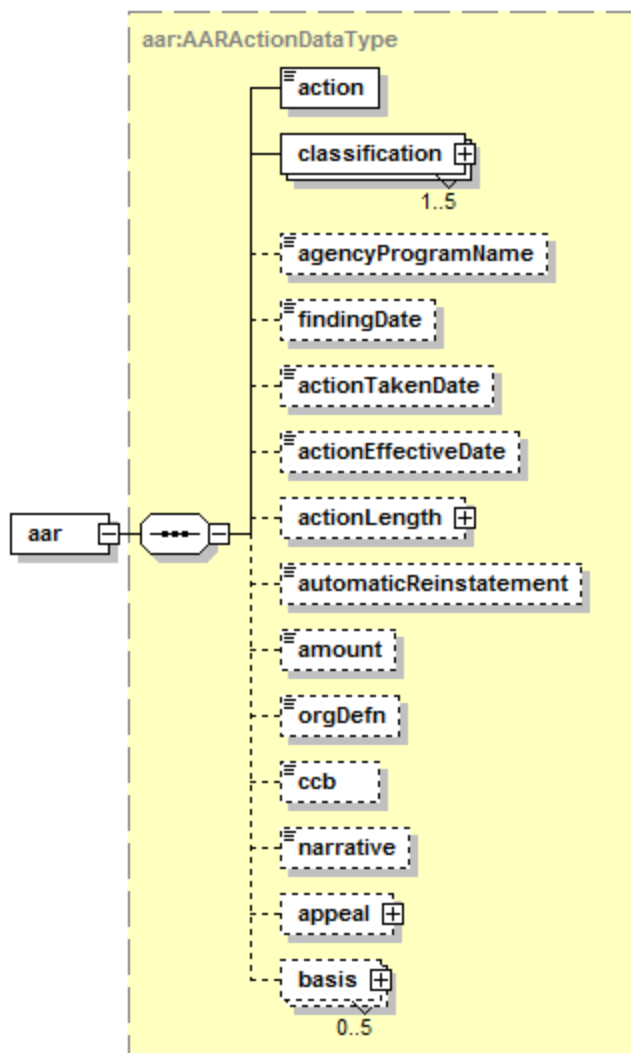 aar:AARActionDataType
action
classification
1..5
agencyProgramName
findingDate
actionTakenDate
actionEffectiveDate
aar
actionLength
automaticReinstatement
amount
orgDefn
ccb
narrative
appeal
basis
0..5